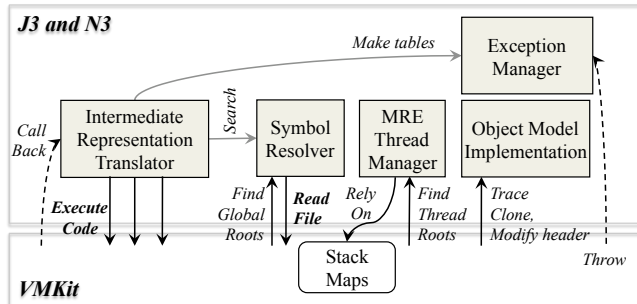 J3 and N3
Make tables
Exception
Manager
Call
Back
Intermediate
Representation
Translator
Search
Symbol
Resolver
MRE
Thread
Manager
Object Model
Implementation
Execute
Code
Find
Global
Roots
Read
File
Rely
On
Find
Thread
Roots
Trace
Clone,
Modify header
Throw
Stack
Maps
VMKit